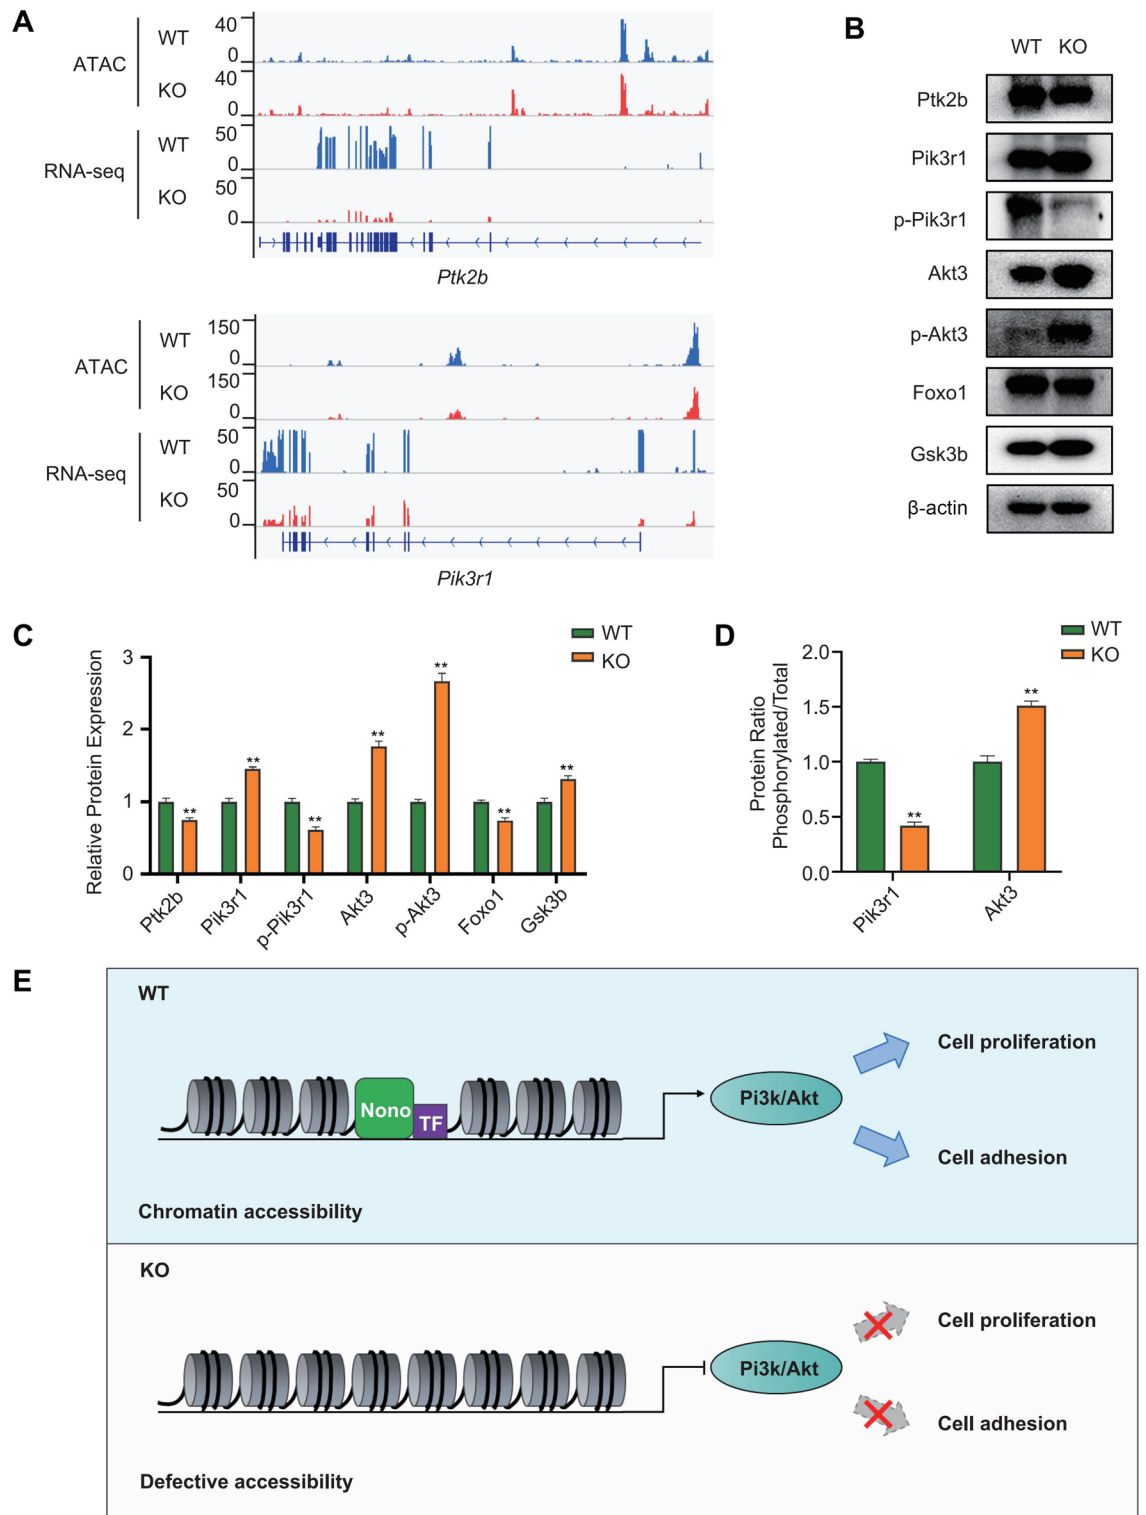 A
ATAC
WT
40
0
KO
40
0
RNA-seq
WT
50
0
KO
50
0
Ptk2b
ATAC
WT
150
0
KO
150
0
RNA-seq
WT
50
0
KO
50
0
Pik3r1
B
WT KO
Ptk2b
Pik3r1
p-Pik3r1
Akt3
p-Akt3
Foxo1
Gsk3b
β-actin
C
WT
KO
Relative Protein Expression
3
2
1
0
**
**
**
**
**
**
**
Ptk2b
Pik3r1
p-Pik3r1
Akt3
p-Akt3
Foxo1
Gsk3b
D
WT
KO
Protein Ratio
Phosphorylated/Total
2.0
1.5
1.0
0.5
0.0
**
**
Pik3r1
Akt3
E
WT
Nono
TF
Pi3k/Akt
Cell proliferation
Cell adhesion
Chromatin accessibility
KO
Pi3k/Akt
Cell proliferation
Cell adhesion
Defective accessibility